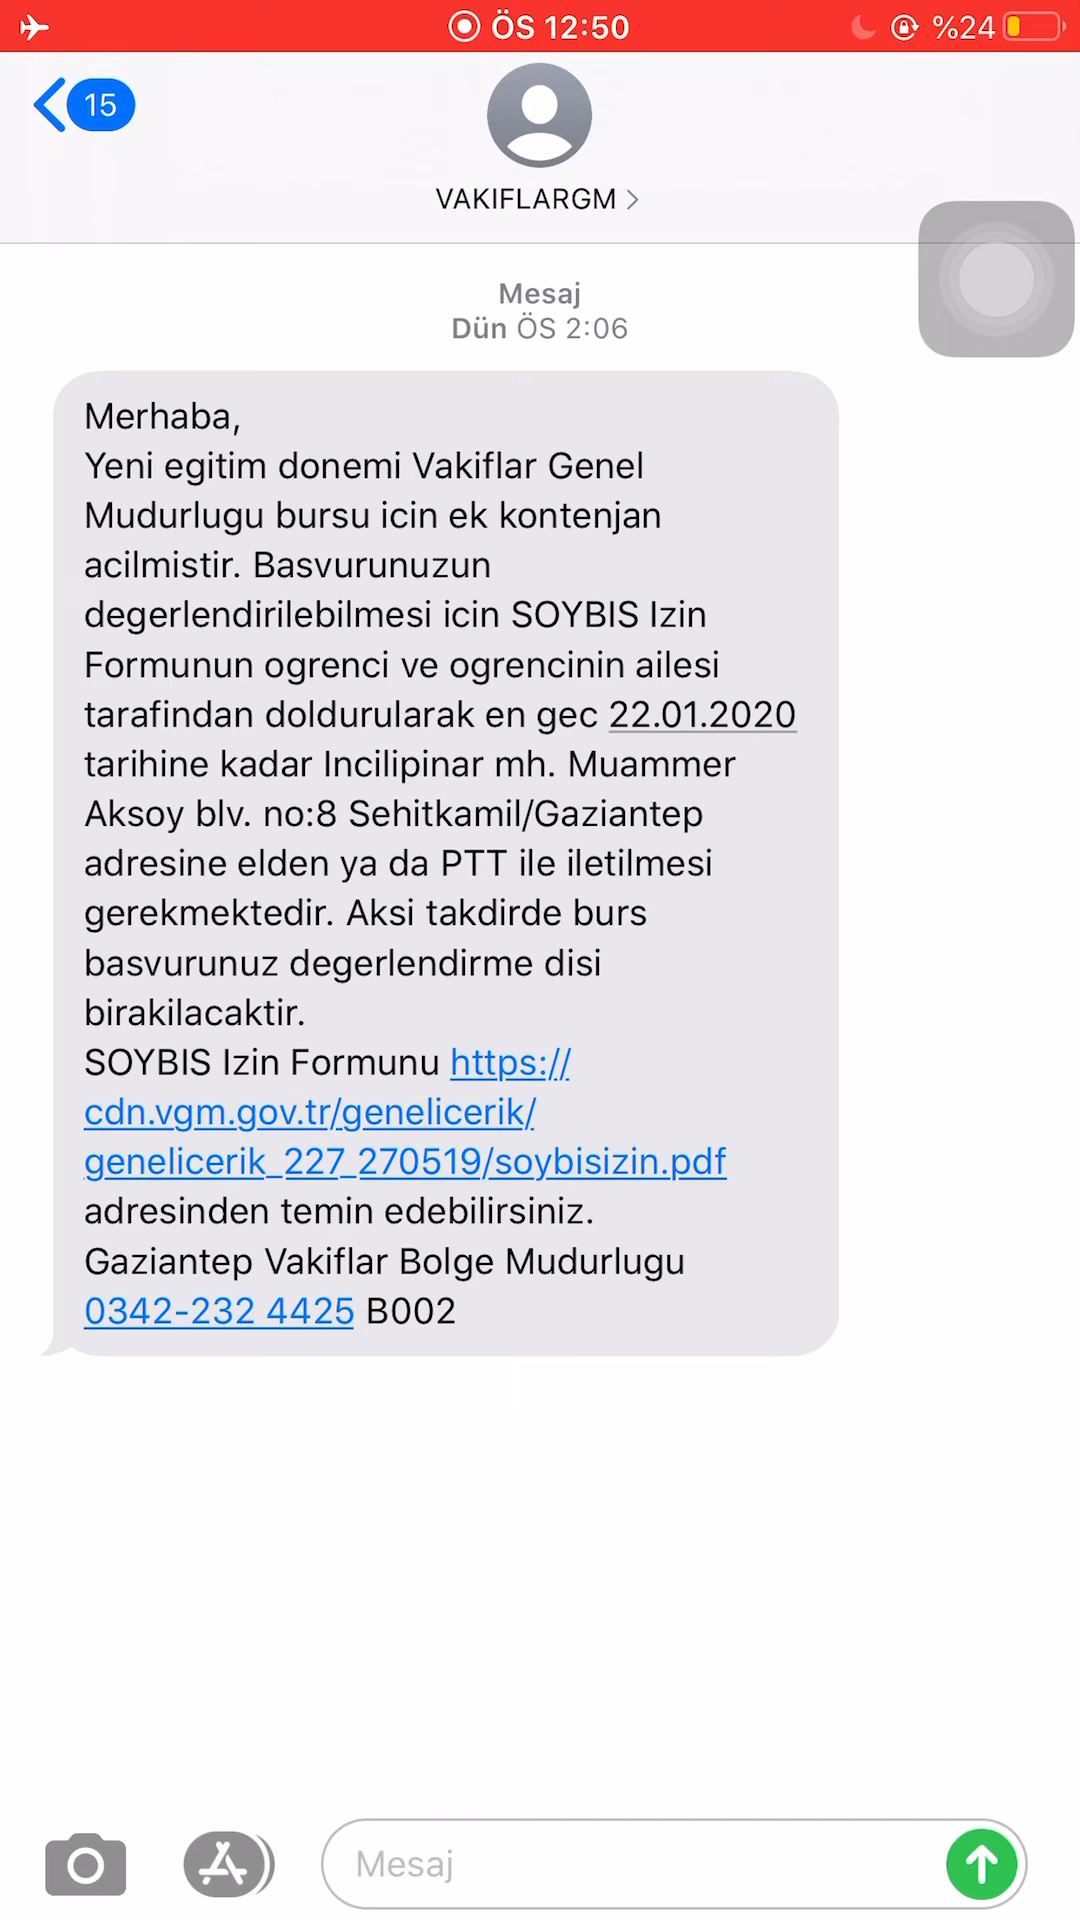 ÖS 12:50
%24
15
VAKIFLARGM
Mesaj
Dün ÖS 2:06
Merhaba,
Yeni egitim donemi Vakiflar Genel
Mudurlugu bursu icin ek kontenjan
acilmistir. Basvurunuzun
degerlendirilebilmesi icin SOYBIS Izin
Formunun ogrenci ve ogrencinin ailesi
tarafindan doldurularak en gec 22.01.2020
tarihine kadar Incilipinar mh. Muammer
Aksoy blv. no:8 Sehitkamil/Gaziantep
adresine elden ya da PTT ile iletilmesi
gerekmektedir. Aksi takdirde burs
basvurunuz degerlendirme disi
birakilacaktir.
SOYBIS Izin Formunu https://
cdn.vgm.gov.tr/genelicerik/
genelicerik_227_270519/soybisizin.pdf
adresinden temin edebilirsiniz.
Gaziantep Vakiflar Bolge Mudurlugu
0342-232 4425 B002
Mesaj